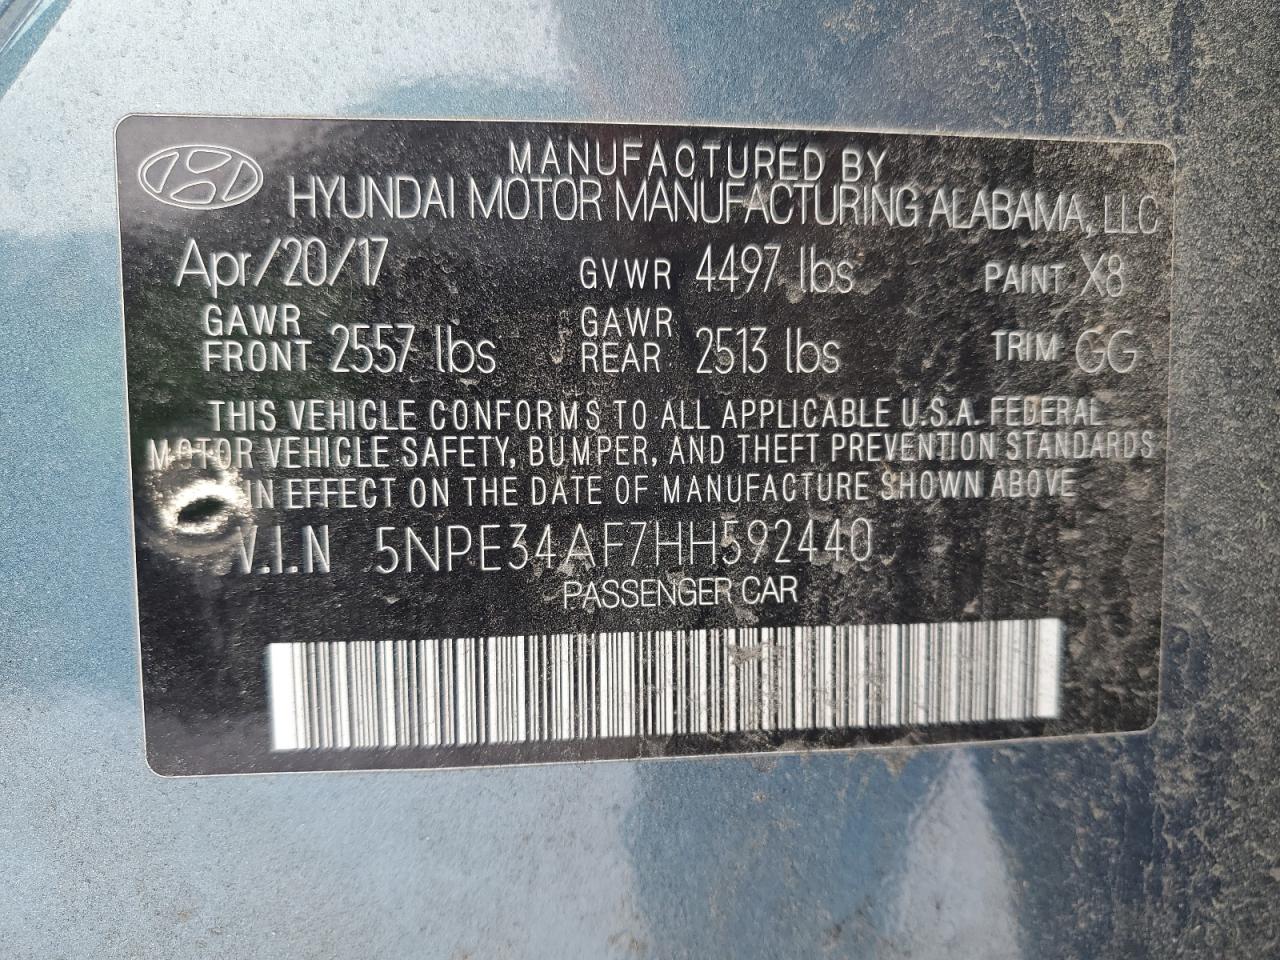 MANUFACTURED BY
HYUNDAI MOTOR MANUFACTURING ALABAMA, LLC
Apr/20/17 GVWR 4497 lbs PAINT X8
GAWR FRONT 2557 lbs GAWR REAR 2513 lbs TRIM GG
THIS VEHICLE CONFORMS TO ALL APPLICABLE U.S.A. FEDERAL
MOTOR VEHICLE SAFETY, BUMPER, AND THEFT PREVENTION STANDARDS
IN EFFECT ON THE DATE OF MANUFACTURE SHOWN ABOVE
V.I.N 5NPE34AF7HH592440
PASSENGER CAR